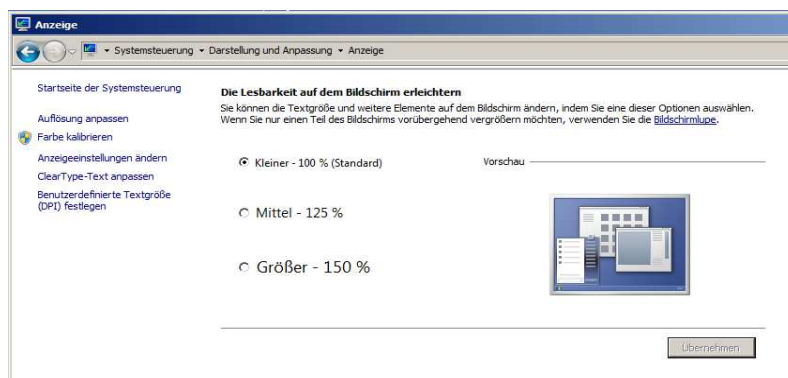 Anzeige
Systemsteuerung Darstellung und Anpassung Anzeige
Startseite der Systemsteuerung
Auflösung anpassen
Farbe kalibrieren
Anzeigeeinstellungen ändern
ClearType-Text anpassen
Benutzerdefinierte Textgröße
(DPI) festlegen
Die Lesbarkeit auf dem Bildschirm erleichtern
Sie können die Textgröße und weitere Elemente auf dem Bildschirm ändern, indem Sie eine dieser Optionen auswählen.
Wenn Sie nur einen Teil des Bildschirms vorübergehend vergrößern möchten, verwenden Sie die Bildschirmlupe.
Kleiner - 100 % (Standard)
Vorschau
Mittel - 125 %
Größer - 150 %
Übernehmen